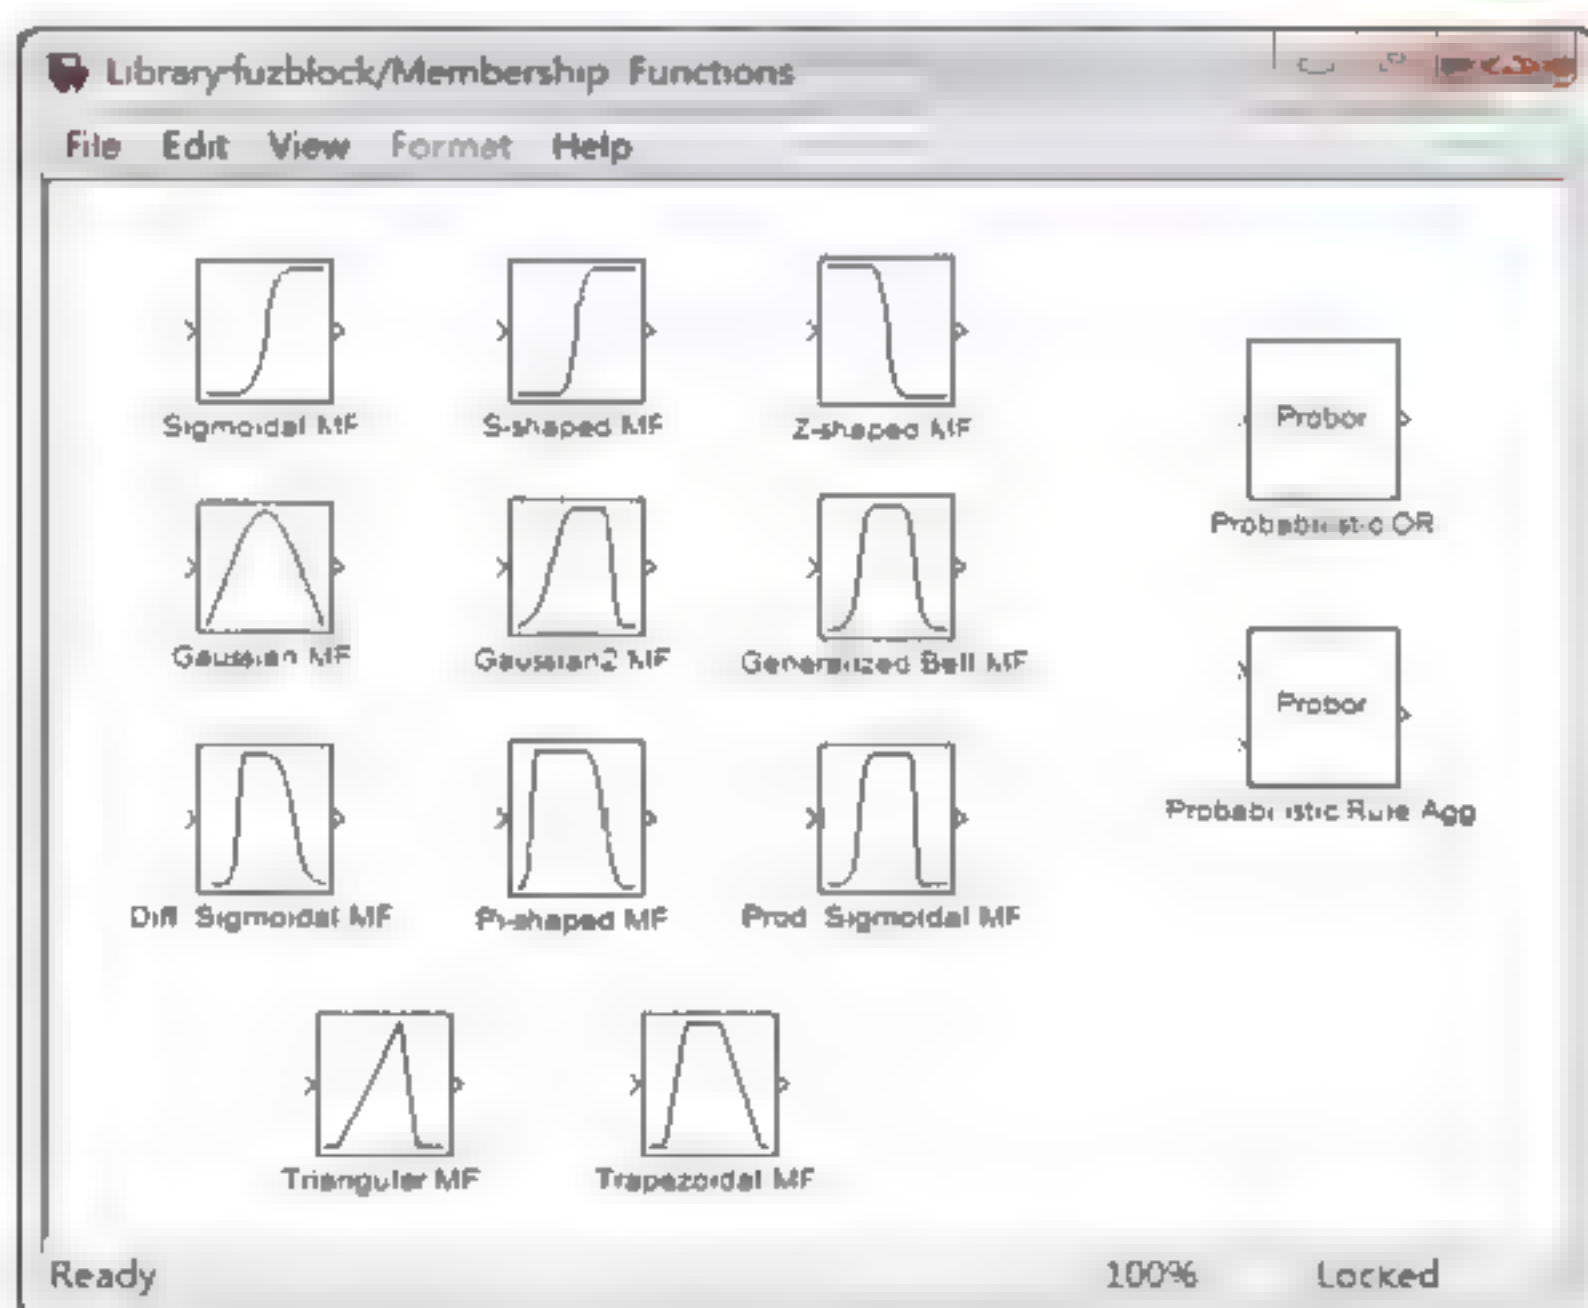 Library:fuzblock/Membership Functions
File Edit View Format Help
Sigmoidal MF S-shaped MF Z-shaped MF
Probor
Probabilistic OR
Gaussian MF Gaussian2 MF Generalized Bell MF
Probor
Probabilistic Rule Agg
Diff. Sigmoidal MF Pi-shaped MF Prod. Sigmoidal MF
Triangular MF Trapezoidal MF
Ready 100% Locked